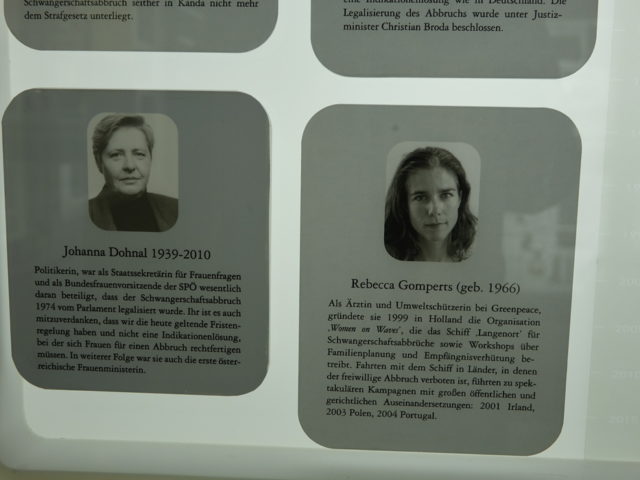 Schwangerschaftsabbruch seither in Kanda nicht mehr
dem Strafgesetz unterliegt.
eine Indikationenlösung wie in Deutschland. Die
Legalisierung des Abbruchs wurde unter Justiz-
minister Christian Broda beschlossen.
Johanna Dohnal 1939-2010
Politikerin, war als Staatssekretärin für Frauenfragen
und als Bundesfrauenvorsitzende der SPÖ wesentlich
daran beteiligt, dass der Schwangerschaftsabbruch
1974 vom Parlament legalisiert wurde. Ihr ist es auch
mitzuverdanken, dass wir die heute geltende Fristen-
regelung haben und nicht eine Indikationenlösung,
bei der sich Frauen für einen Abbruch rechtfertigen
müssen. In weiterer Folge war sie auch die erste öster-
reichische Frauenministerin.
Rebecca Gomperts (geb. 1966)
Als Ärztin und Umweltschützerin bei Greenpeace,
gründete sie 1999 in Holland die Organisation
‚Women on Waves', die das Schiff ‚Langenort' für
Schwangerschaftsabbrüche sowie Workshops über
Familienplanung und Empfängnisverhütung be-
treibt. Fahrten mit dem Schiff in Länder, in denen
der freiwillige Abbruch verboten ist, führten zu spek-
takulären Kampagnen mit großen öffentlichen und
gerichtlichen Auseinandersetzungen: 2001 Irland,
2003 Polen, 2004 Portugal.